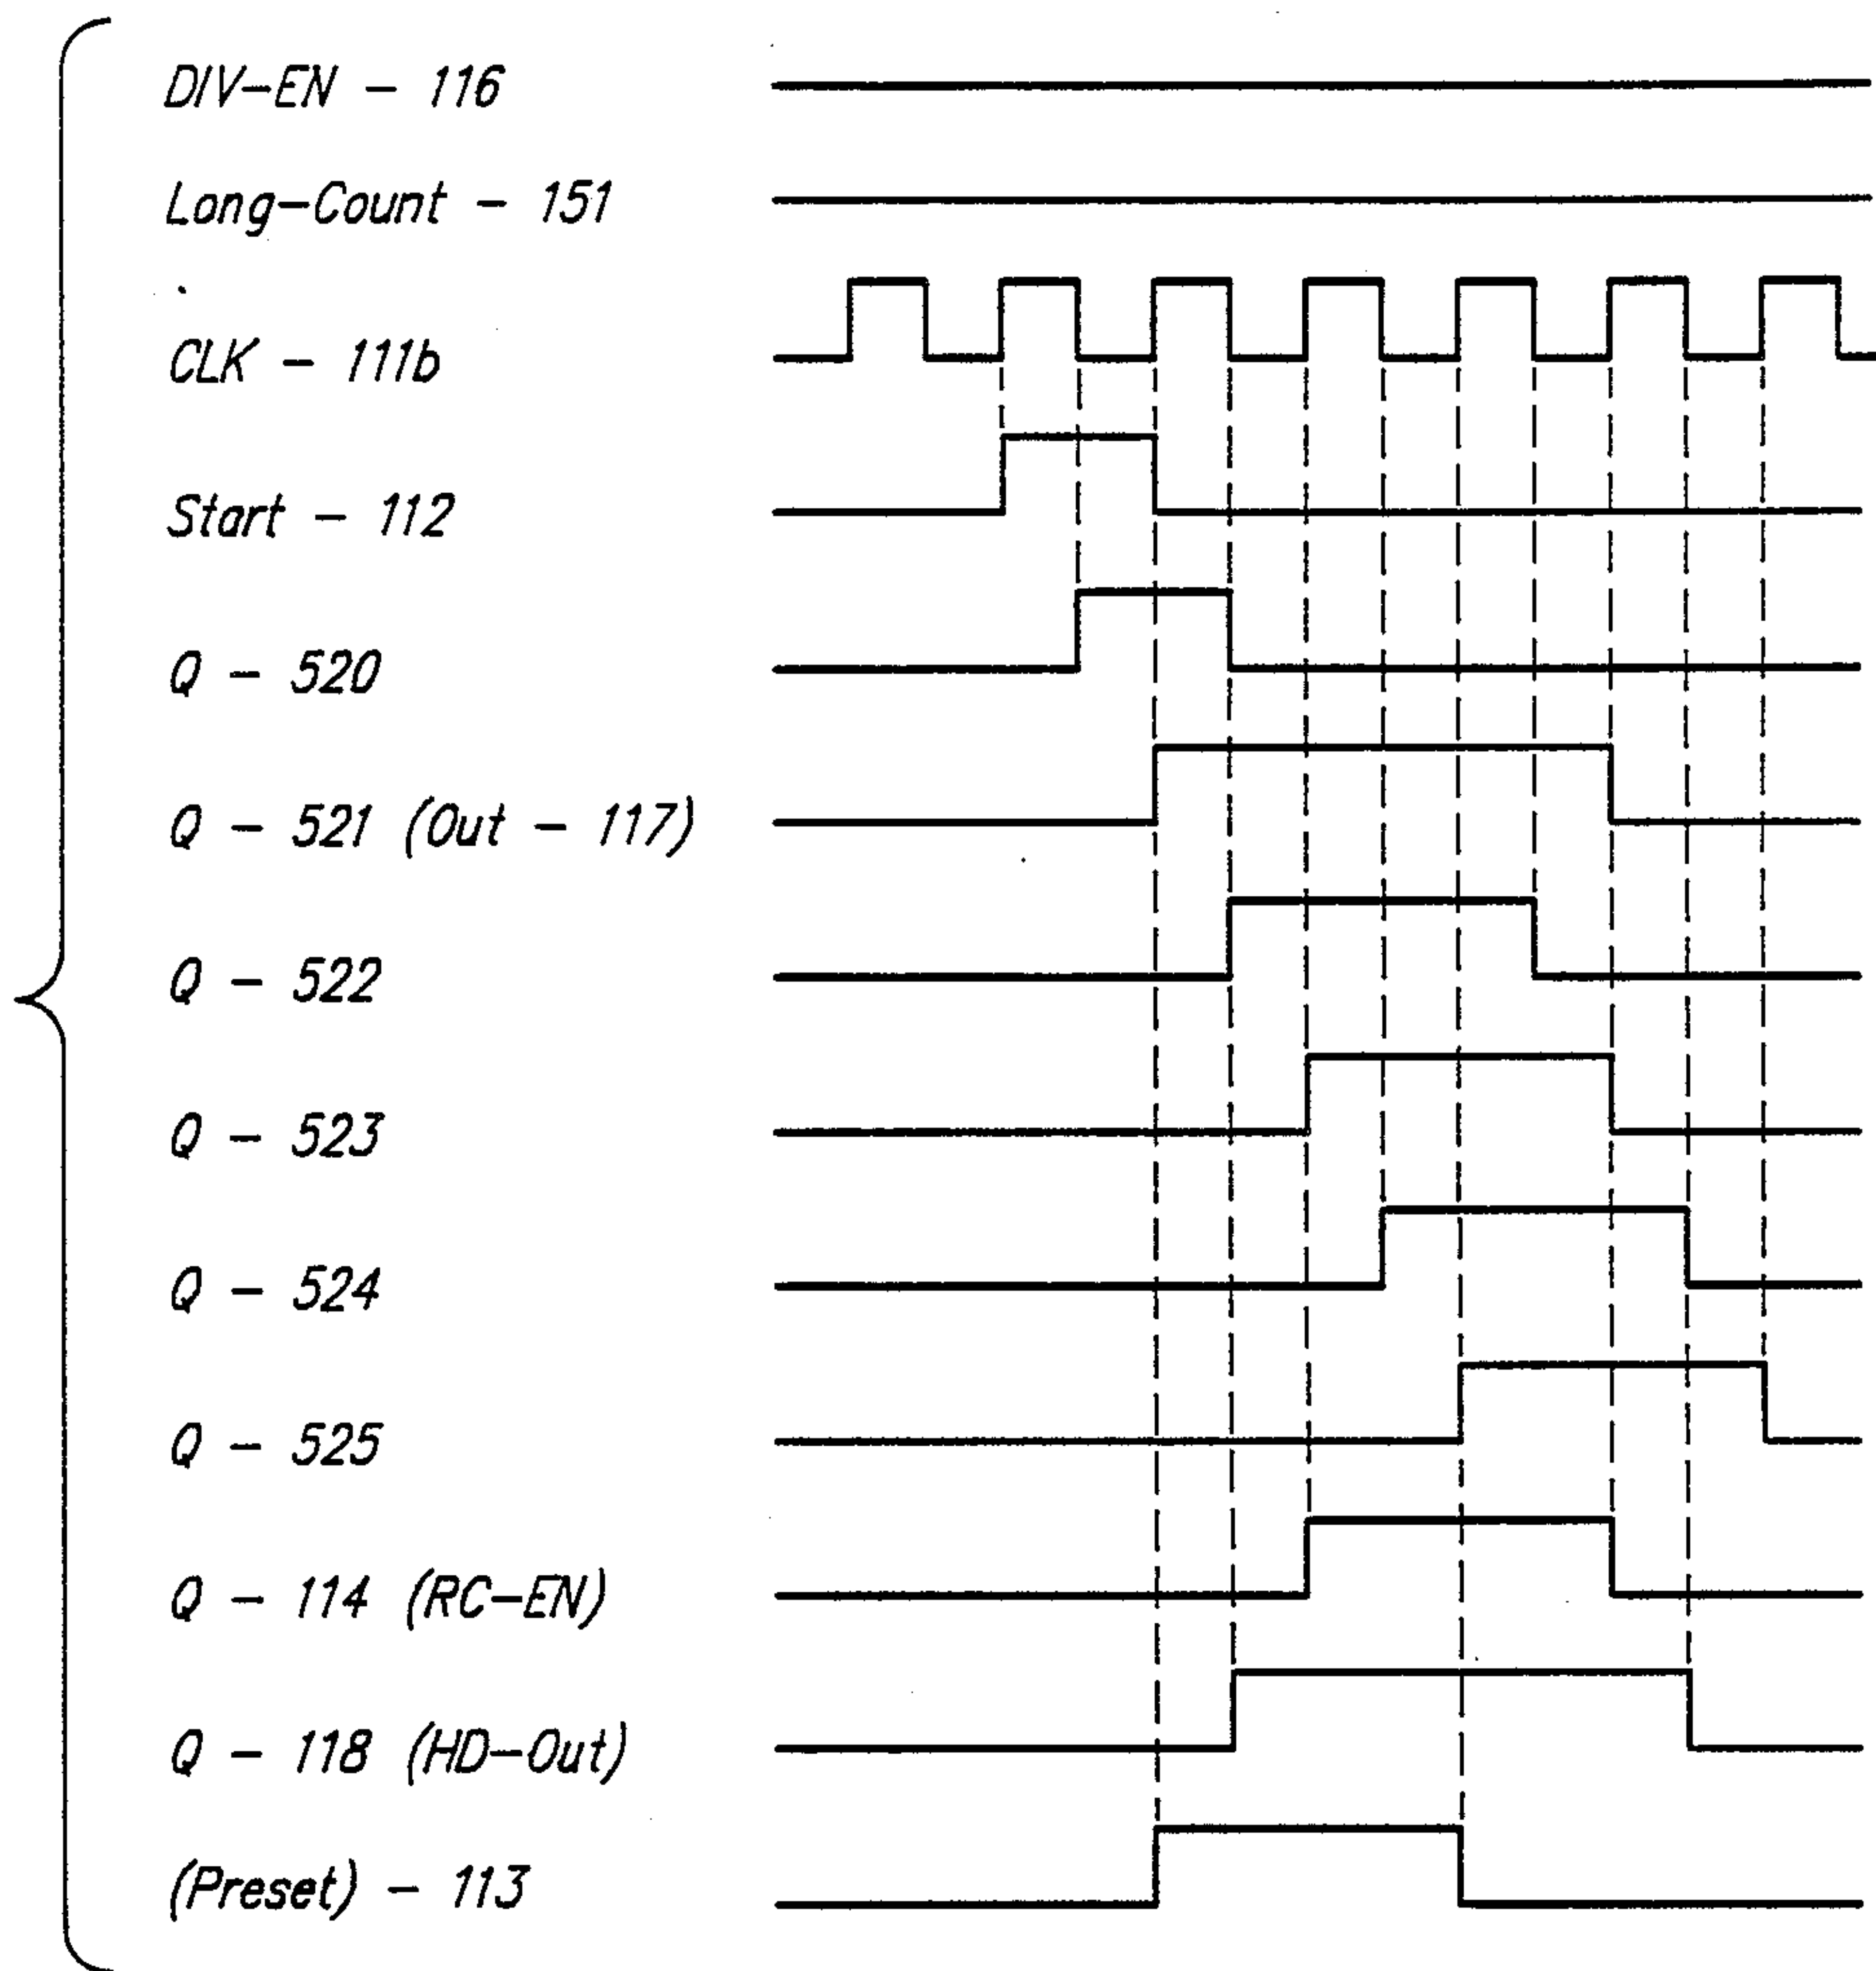 DIV-EN - 116
Long-Count - 151
CLK - 111b
Start - 112
Q - 520
Q - 521 (Out - 117)
Q - 522
Q - 523
Q - 524
Q - 525
Q - 114 (RC-EN)
Q - 118 (HD-Out)
(Preset) - 113